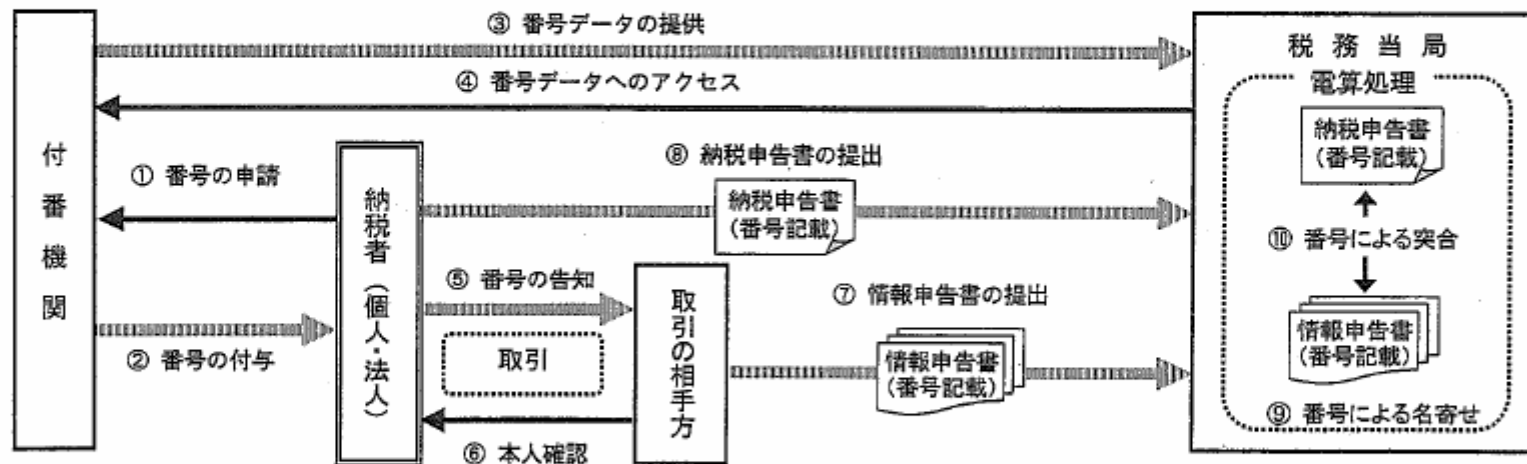 ③ 番号データの提供
④ 番号データへのアクセス
付番機関
① 番号の申請
② 番号の付与
納税者(個人・法人)
⑧ 納税申告書の提出
納税申告書
(番号記載)
⑤ 番号の告知
取引
⑥ 本人確認
取引の相手方
⑦ 情報申告書の提出
情報申告書
(番号記載)
税務当局
電算処理
納税申告書
(番号記載)
⑩ 番号による突合
情報申告書
(番号記載)
⑨ 番号による名寄せ